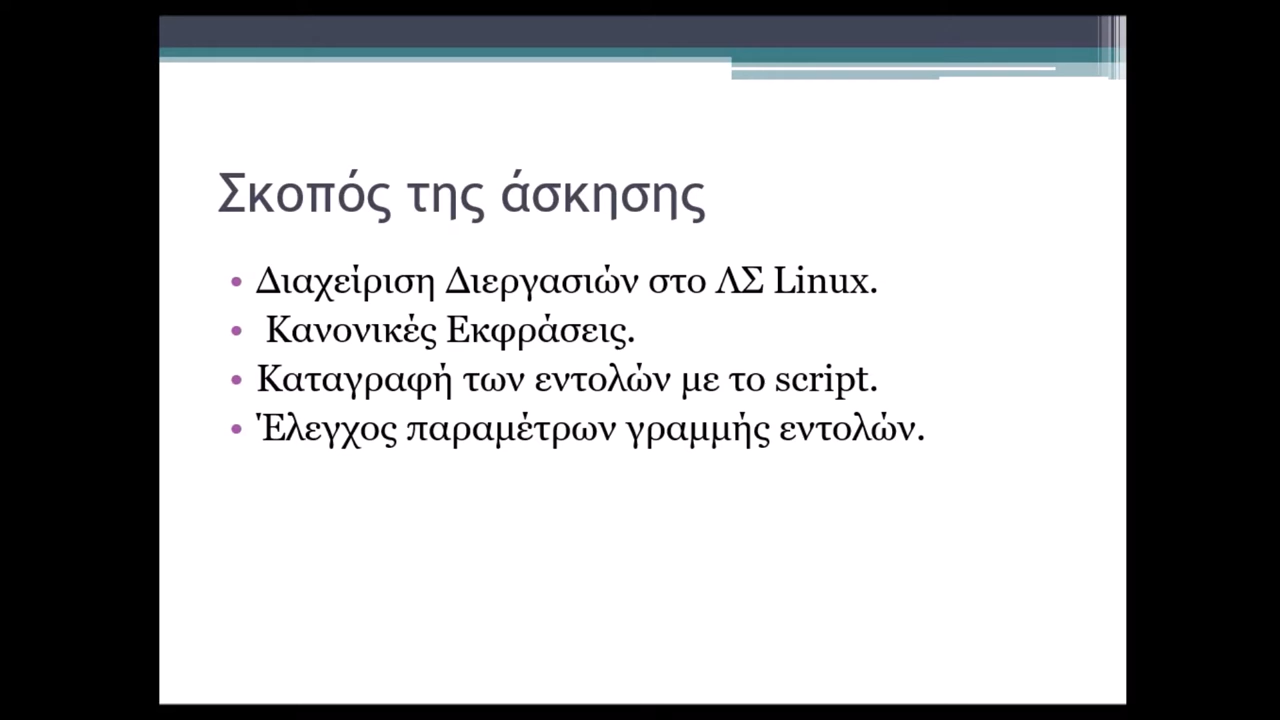 Σκοπός της άσκησης
• Διαχείριση Διεργασιών στο ΛΣ Linux.
• Κανονικές Εκφράσεις.
• Καταγραφή των εντολών με το script.
• Έλεγχος παραμέτρων γραμμής εντολών.